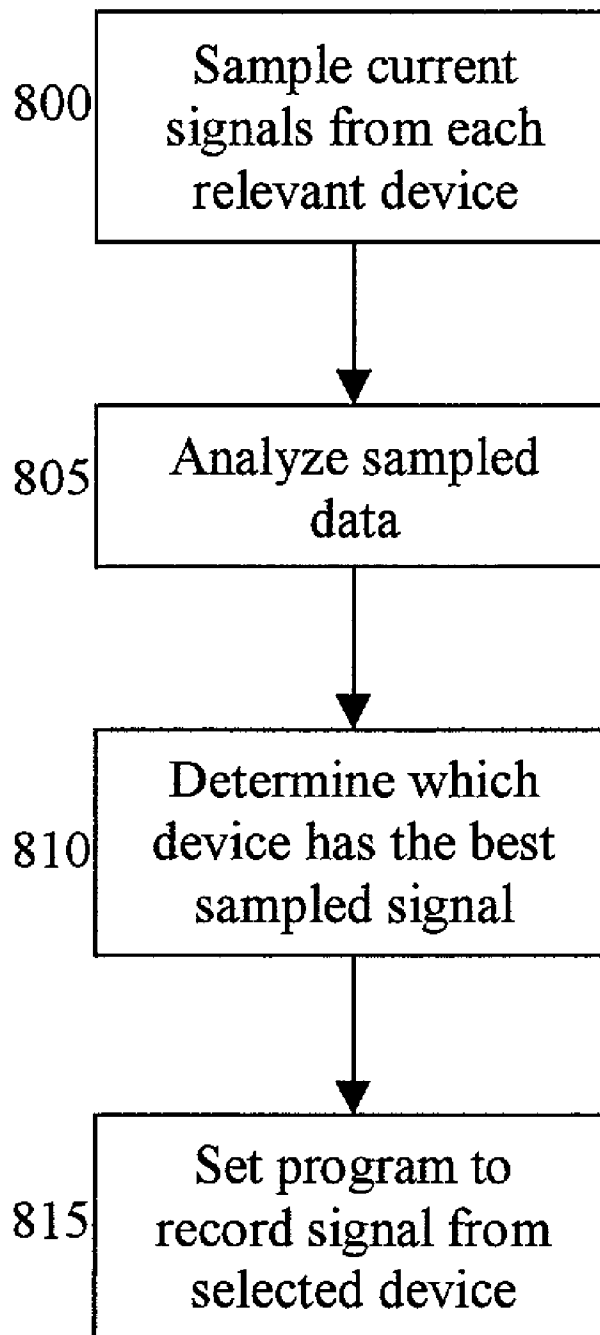 800
Sample current
signals from each
relevant device
805
Analyze sampled
data
810
Determine which
device has the best
sampled signal
815
Set program to
record signal from
selected device